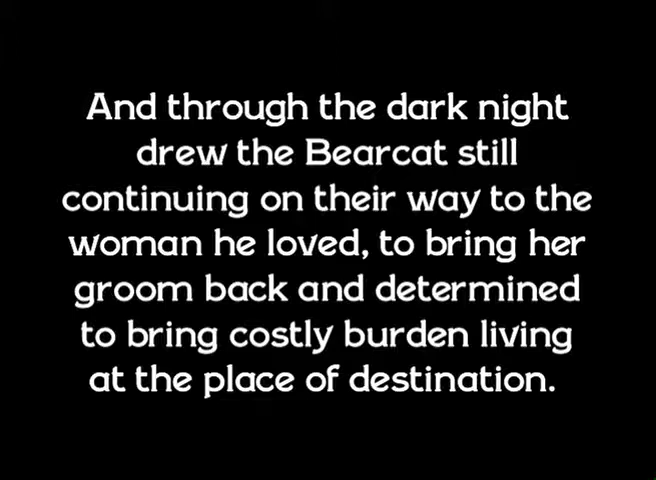 And through the dark night
drew the Bearcat still
continuing on their way to the
woman he loved, to bring her
groom back and determined
to bring costly burden living
at the place of destination.